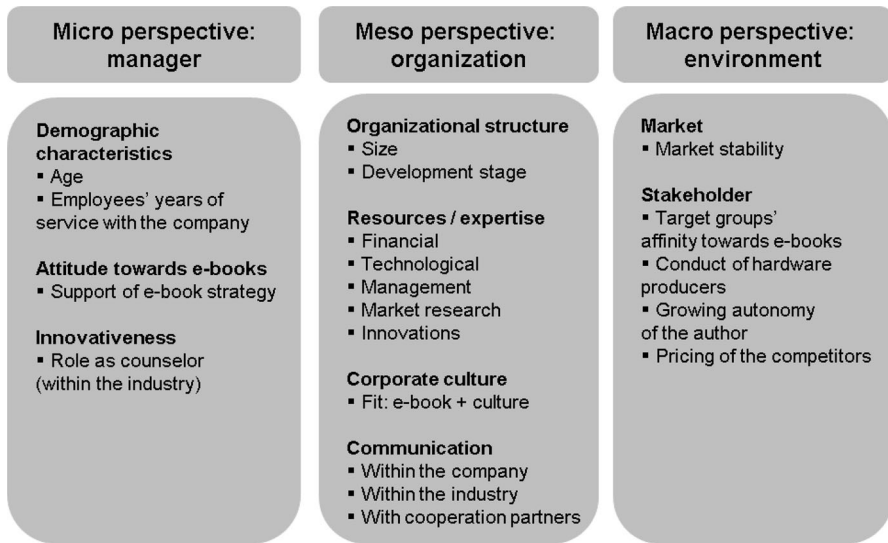 Micro perspective:
manager
Demographic
characteristics
▪ Age
▪ Employees’ years of
service with the company
Attitude towards e-books
▪ Support of e-book strategy
Innovativeness
▪ Role as counselor
(within the industry)
Meso perspective:
organization
Organizational structure
▪ Size
▪ Development stage
Resources / expertise
▪ Financial
▪ Technological
▪ Management
▪ Market research
▪ Innovations
Corporate culture
▪ Fit: e-book + culture
Communication
▪ Within the company
▪ Within the industry
▪ With cooperation partners
Macro perspective:
environment
Market
▪ Market stability
Stakeholder
▪ Target groups’
affinity towards e-books
▪ Conduct of hardware
producers
▪ Growing autonomy
of the author
▪ Pricing of the competitors